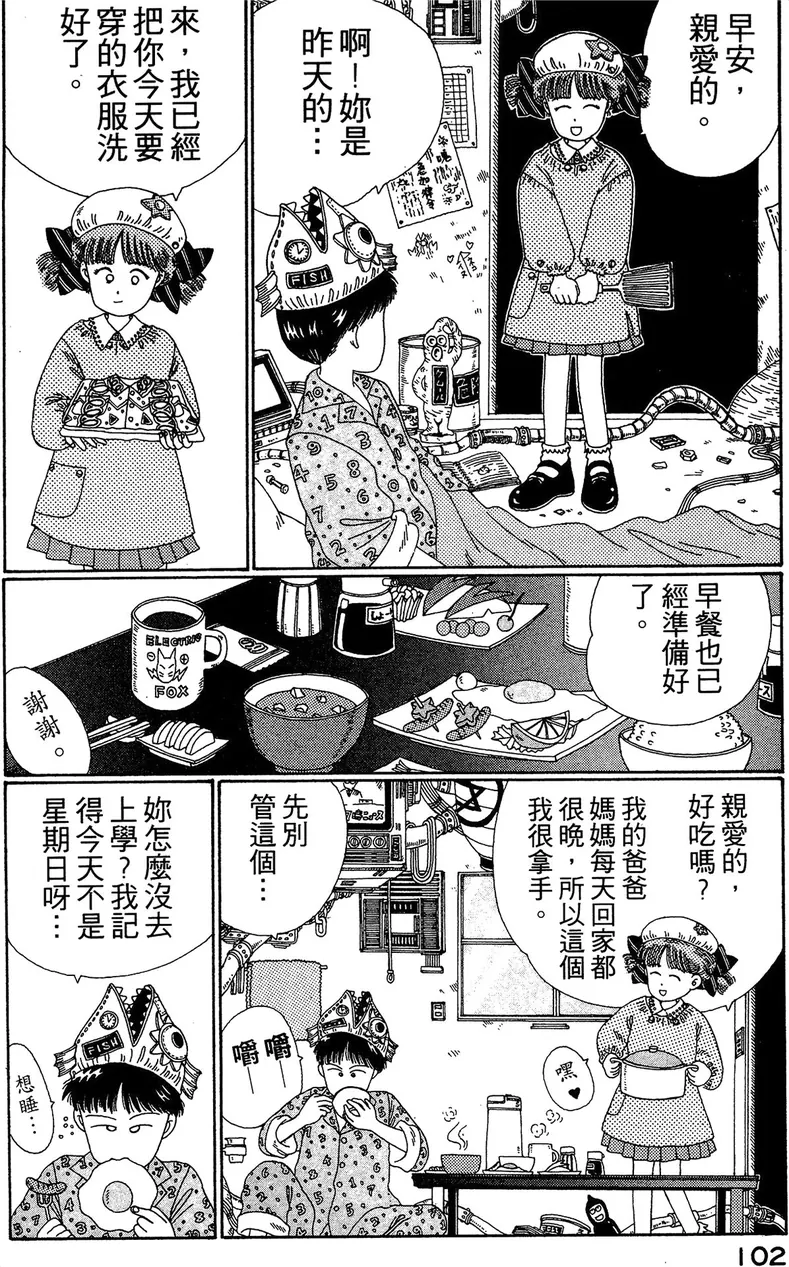 早安，
親愛的。
啊！妳是
昨天的…
FISH
來，我已經
把你今天要
穿的衣服洗
好了。
早餐也已
經準備好
了。
ELECTRIC
FOX
謝謝。
親愛的，
好吃嗎？
我的爸爸
媽媽每天回家都
很晚，所以這個
我很拿手。
嘿♥
先別
管這個…
嚼——
嚼——
妳怎麼沒去
上學？我記
得今天不是
星期日呀…
FISH
想睡…
102